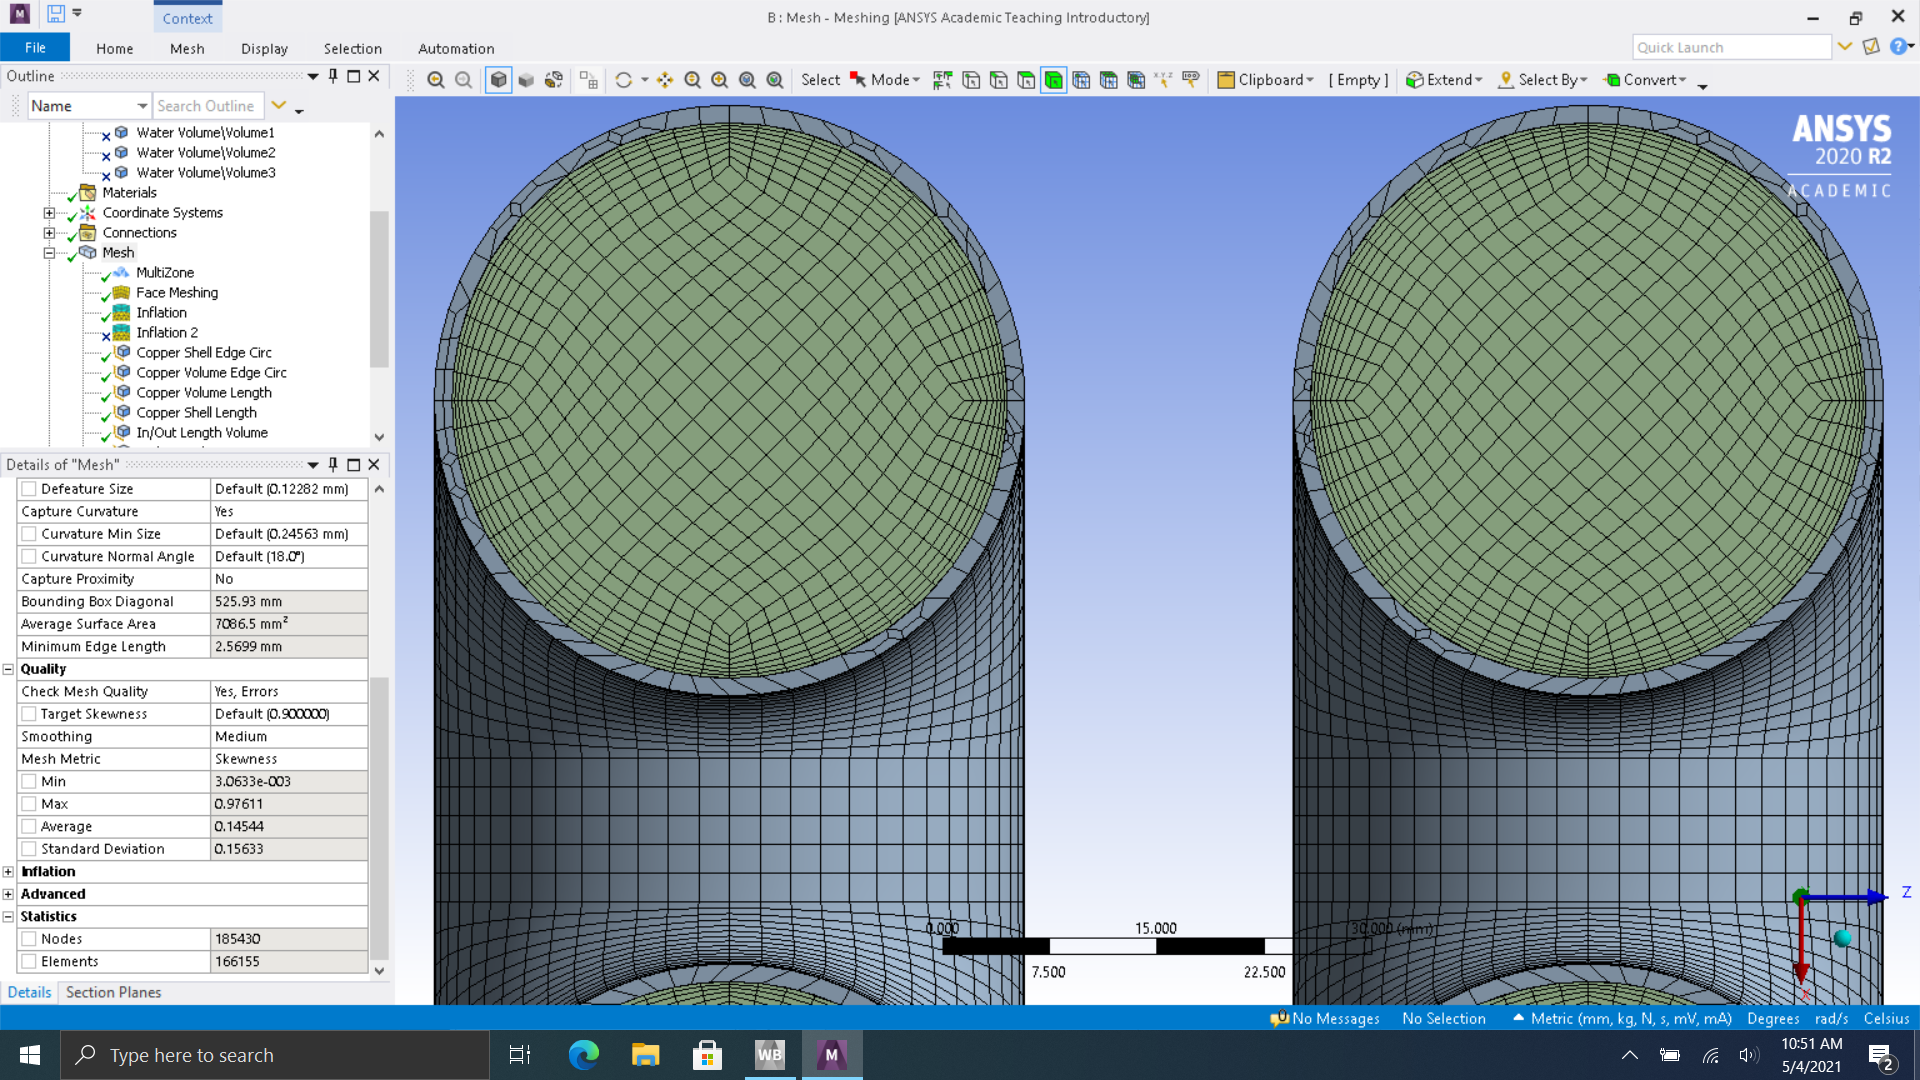 Context
B : Mesh - Meshing [ANSYS Academic Teaching Introductory]
File Home Mesh Display Selection Automation
Quick Launch
Outline
Select Mode Clipboard [ Empty ] Extend Select By Convert
Name Search Outline
Water Volume\Volume1
Water Volume\Volume2
Water Volume\Volume3
Materials
Coordinate Systems
Connections
Mesh
MultiZone
Face Meshing
Inflation
Inflation 2
Copper Shell Edge Circ
Copper Volume Edge Circ
Copper Volume Length
Copper Shell Length
In/Out Length Volume
Details of "Mesh"
Defeature Size Default (0.12282 mm)
Capture Curvature Yes
Curvature Min Size Default (0.24563 mm)
Curvature Normal Angle Default (18.0°)
Capture Proximity No
Bounding Box Diagonal 525.93 mm
Average Surface Area 7086.5 mm²
Minimum Edge Length 2.5699 mm
Quality
Check Mesh Quality Yes, Errors
Target Skewness Default (0.900000)
Smoothing Medium
Mesh Metric Skewness
Min 3.0633e-003
Max 0.97611
Average 0.14544
Standard Deviation 0.15633
Inflation
Advanced
Statistics
Nodes 185430
Elements 166155
Details Section Planes
ANSYS
2020 R2
ACADEMIC
0.000 15.000 30.000 (mm)
7.500 22.500
Z
X
0 No Messages No Selection Metric (mm, kg, N, s, mV, mA) Degrees rad/s Celsius
Type here to search
WB
M
10:51 AM
5/4/2021
2